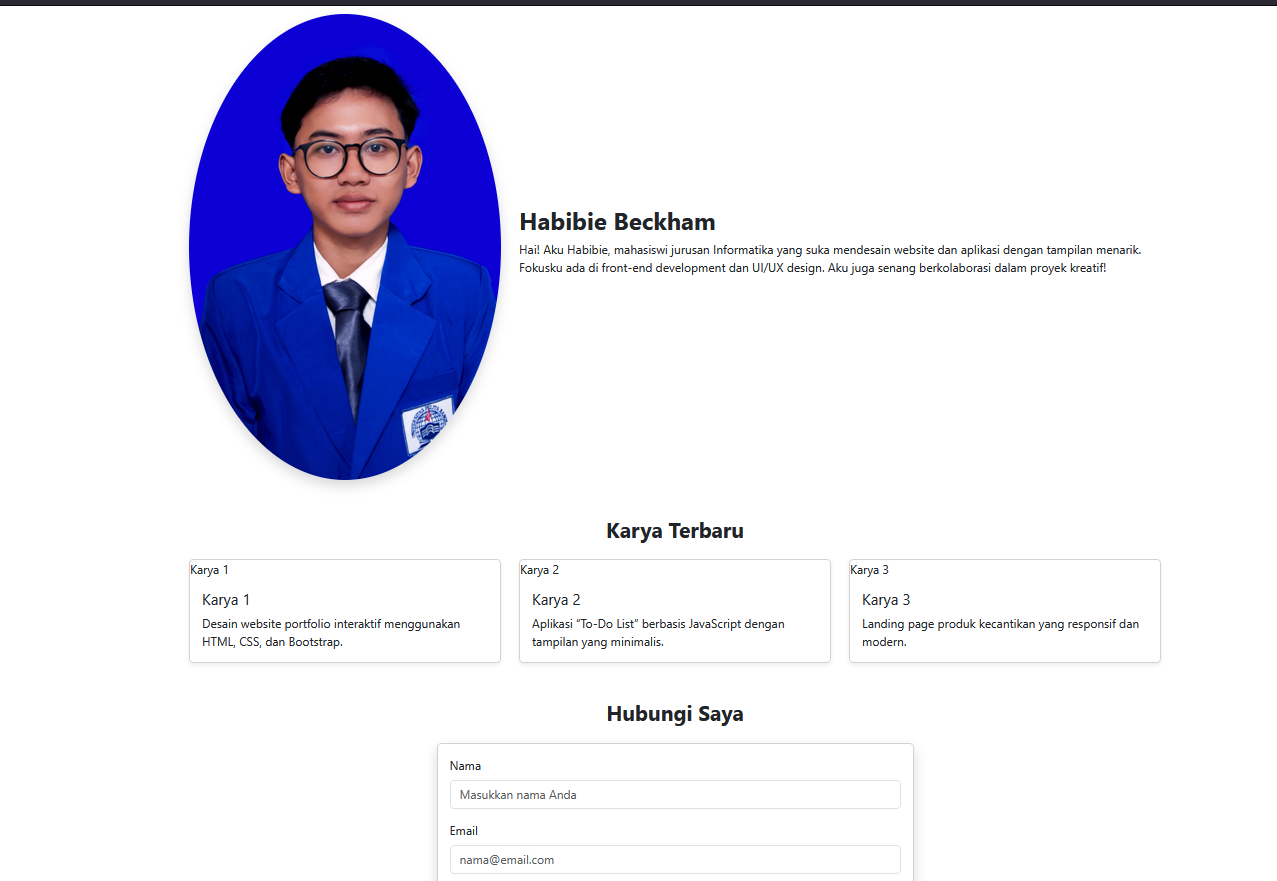 Habibie Beckham
Hai! Aku Habibie, mahasiswi jurusan Informatika yang suka mendesain website dan aplikasi dengan tampilan menarik.
Fokusku ada di front-end development dan UI/UX design. Aku juga senang berkolaborasi dalam proyek kreatif!
Karya Terbaru
Karya 1
Karya 1
Desain website portfolio interaktif menggunakan
HTML, CSS, dan Bootstrap.
Karya 2
Karya 2
Aplikasi “To-Do List” berbasis JavaScript dengan
tampilan yang minimalis.
Karya 3
Karya 3
Landing page produk kecantikan yang responsif dan
modern.
Hubungi Saya
Nama
Masukkan nama Anda
Email
nama@email.com